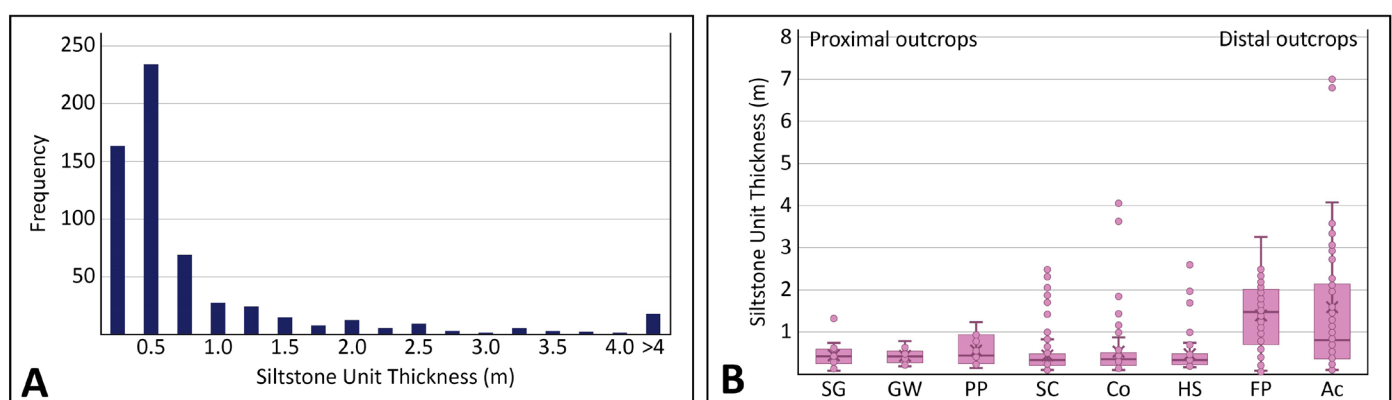 250
200
150
100
50
Frequency
0.5 1.0 1.5 2.0 2.5 3.0 3.5 4.0 >4
Siltstone Unit Thickness (m)
A
Proximal outcrops Distal outcrops
8
7
6
5
4
3
2
1
Siltstone Unit Thickness (m)
SG GW PP SC Co HS FP Ac
B